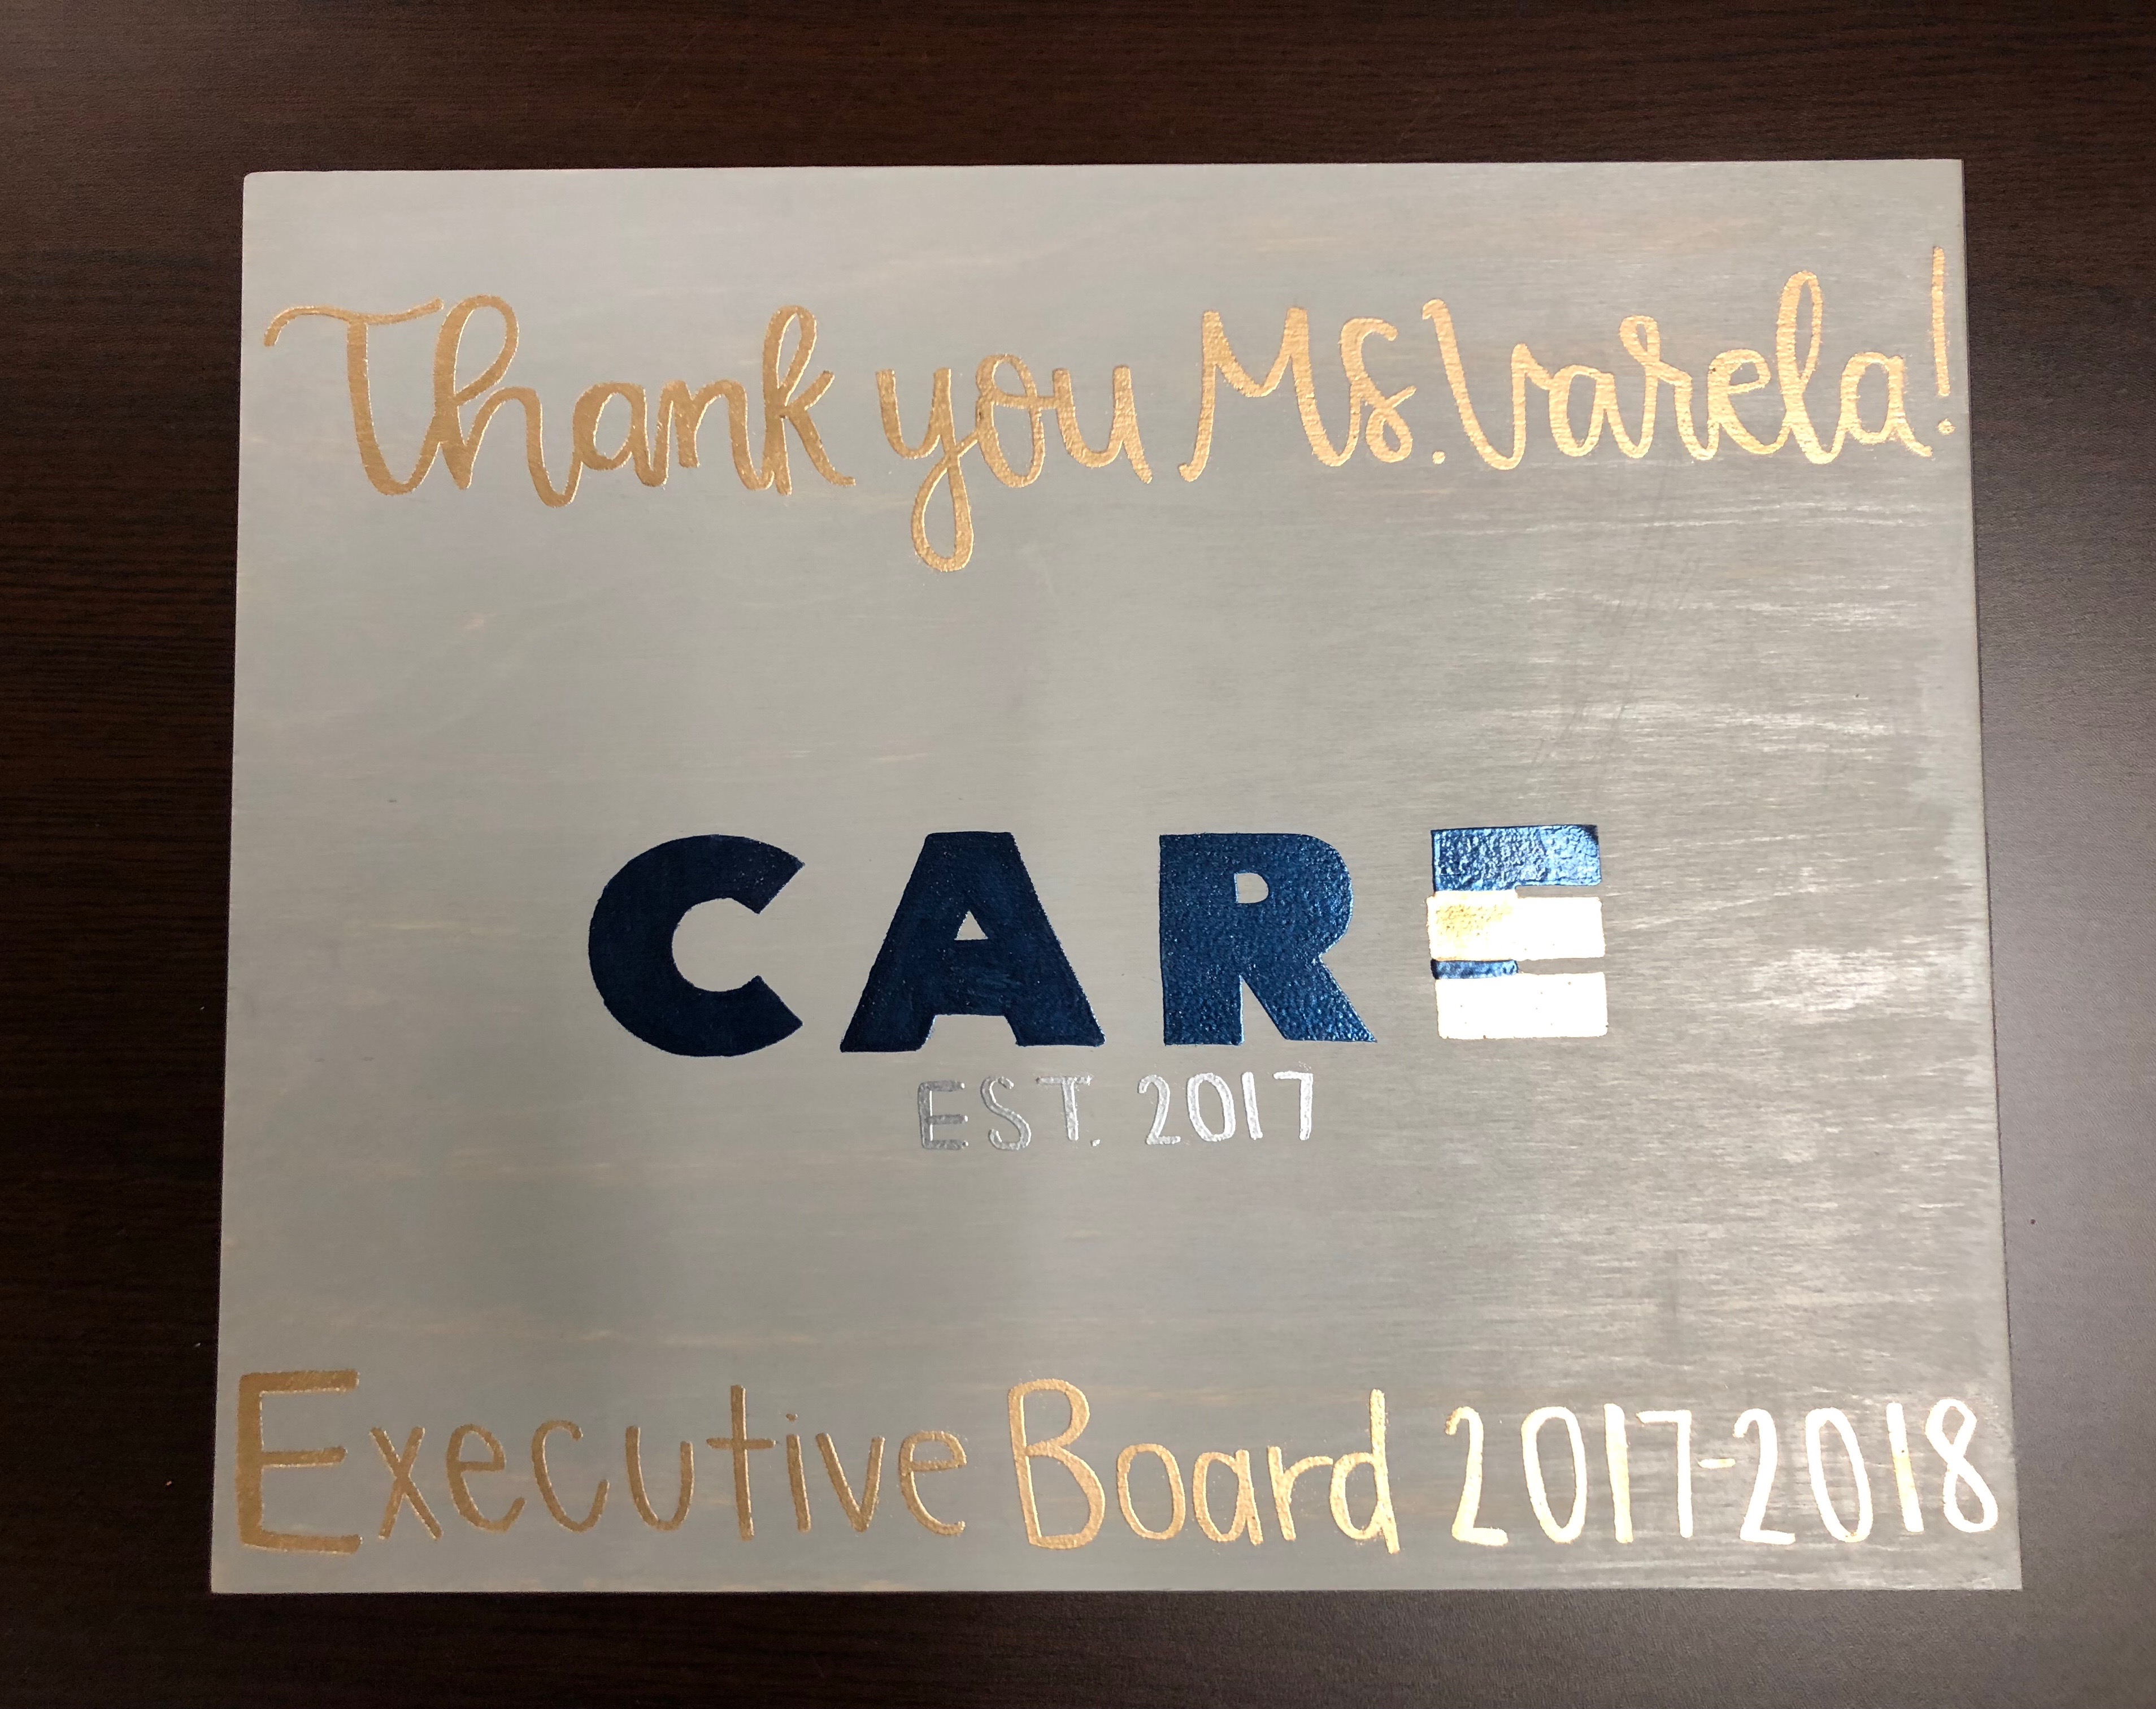 Thank you Ms. Varela!
CARE
EST. 2017
Executive Board 2017-2018